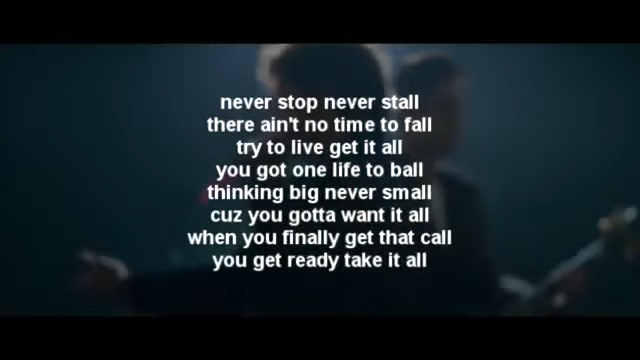 never stop never stall
there ain't no time to fall
try to live get it all
you got one life to ball
thinking big never small
cuz you gotta want it all
when you finally get that call
you get ready take it all